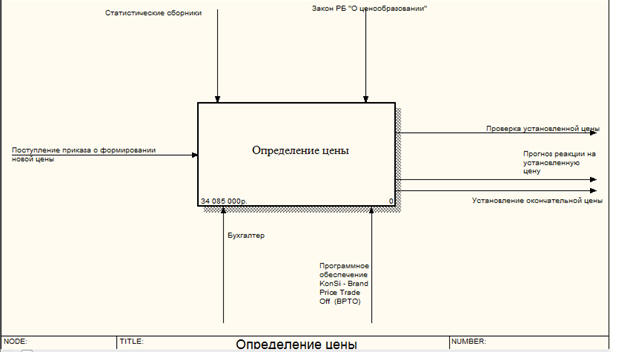 Статистические сборники
Закон РБ "О ценообразовании"
Поступление приказа о формировании
новой цены
Определение цены
34 085 000р.
0
Проверка установленной цены
Прогноз реакции на
установленную
цену
Установление окончательной цены
Бухгалтер
Программное
обеспечение
KonSi - Brand
Price Trade
Off (BPTO)
NODE:
TITLE:
Определение цены
NUMBER: